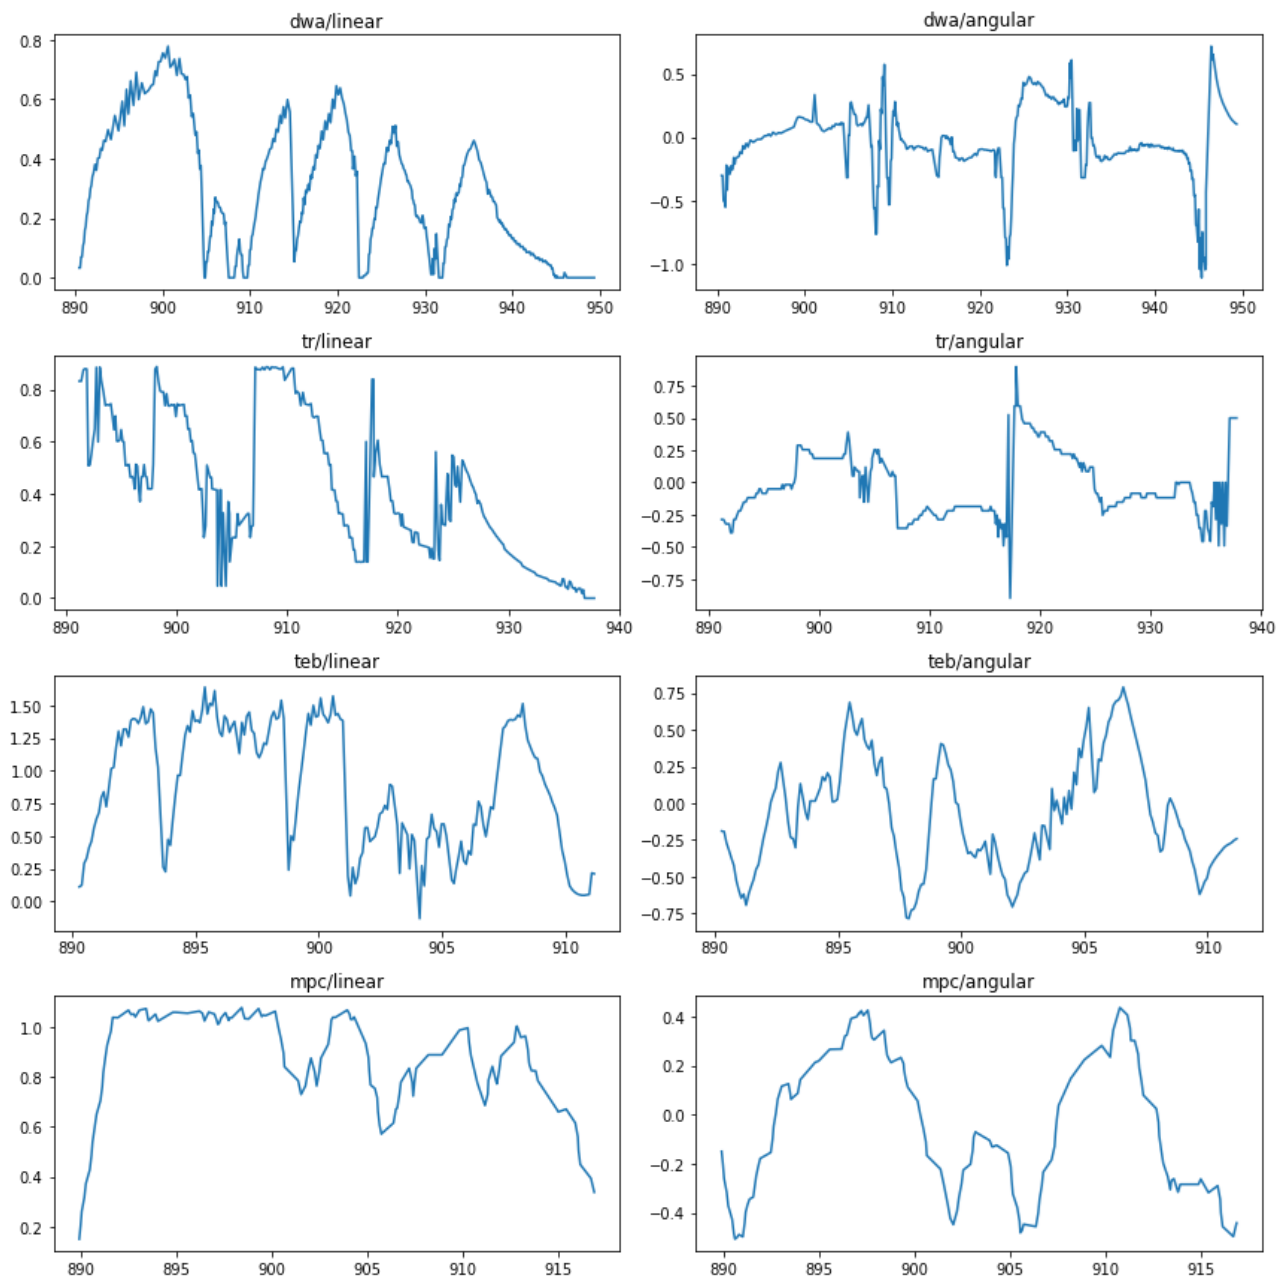 dwa/linear
dwa/angular
0.8
0.6
0.4
0.2
0.0
890 900 910 920 930 940 950
0.5
0.0
−0.5
−1.0
890 900 910 920 930 940 950
tr/linear
tr/angular
0.8
0.6
0.4
0.2
0.0
890 900 910 920 930 940
0.75
0.50
0.25
0.00
−0.25
−0.50
−0.75
890 900 910 920 930 940
teb/linear
teb/angular
1.50
1.25
1.00
0.75
0.50
0.25
0.00
890 895 900 905 910
0.75
0.50
0.25
0.00
−0.25
−0.50
−0.75
890 895 900 905 910
mpc/linear
mpc/angular
1.0
0.8
0.6
0.4
0.2
890 895 900 905 910 915
0.4
0.2
0.0
−0.2
−0.4
890 895 900 905 910 915